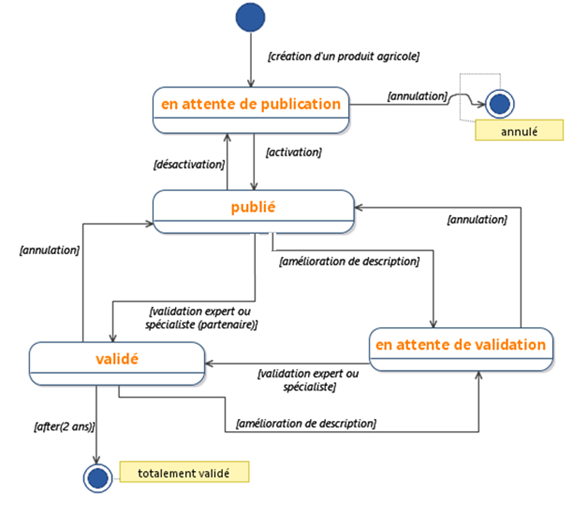 [création d'un produit agricole]
en attente de publication
[annulation]
annulé
[désactivation]
[activation]
publié
[annulation]
[annulation]
[amélioration de description]
[validation expert ou
spécialiste (partenaire)]
validé
en attente de validation
[validation expert ou
spécialiste]
[after(2 ans)]
[amélioration de description]
totalement validé